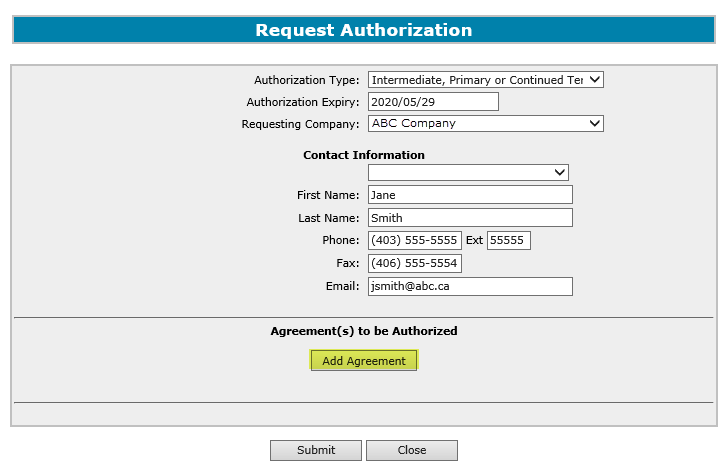 Request Authorization
Authorization Type: Intermediate, Primary or Continued Ter
Authorization Expiry: 2020/05/29
Requesting Company: ABC Company
Contact Information
First Name: Jane
Last Name: Smith
Phone: (403) 555-5555 Ext 55555
Fax: (406) 555-5554
Email: jsmith@abc.ca
Agreement(s) to be Authorized
Add Agreement
Submit Close